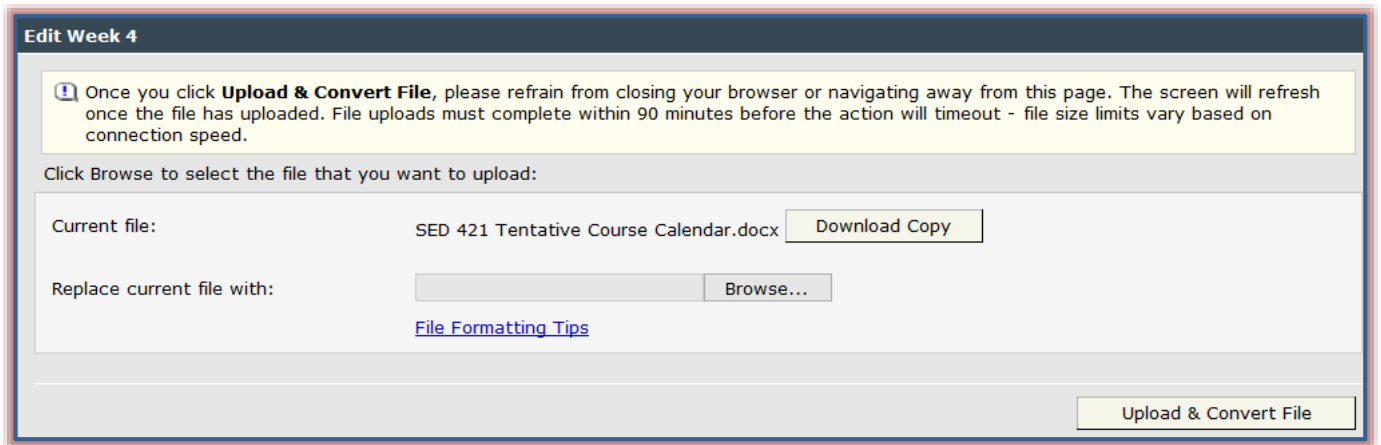 Edit Week 4
Once you click Upload & Convert File, please refrain from closing your browser or navigating away from this page. The screen will refresh
once the file has uploaded. File uploads must complete within 90 minutes before the action will timeout - file size limits vary based on
connection speed.
Click Browse to select the file that you want to upload:
Current file: SED 421 Tentative Course Calendar.docx Download Copy
Replace current file with: Browse...
File Formatting Tips
Upload & Convert File